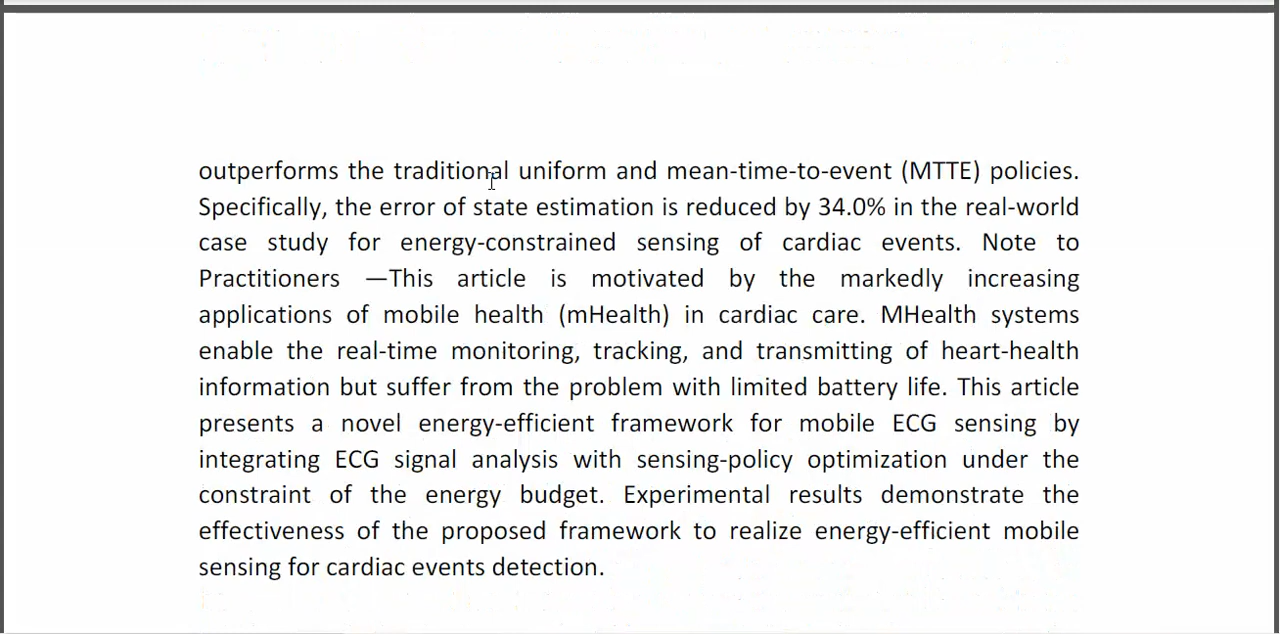 outperforms the traditional uniform and mean-time-to-event (MTTE) policies.
Specifically, the error of state estimation is reduced by 34.0% in the real-world
case study for energy-constrained sensing of cardiac events. Note to
Practitioners —This article is motivated by the markedly increasing
applications of mobile health (mHealth) in cardiac care. MHealth systems
enable the real-time monitoring, tracking, and transmitting of heart-health
information but suffer from the problem with limited battery life. This article
presents a novel energy-efficient framework for mobile ECG sensing by
integrating ECG signal analysis with sensing-policy optimization under the
constraint of the energy budget. Experimental results demonstrate the
effectiveness of the proposed framework to realize energy-efficient mobile
sensing for cardiac events detection.